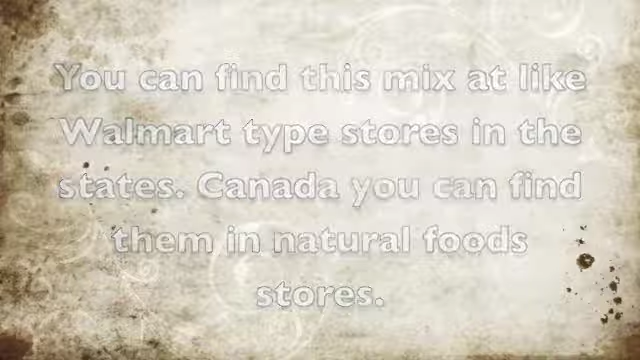 You can find this mix at like
Walmart type stores in the
states. Canada you can find
them in natural foods
stores.